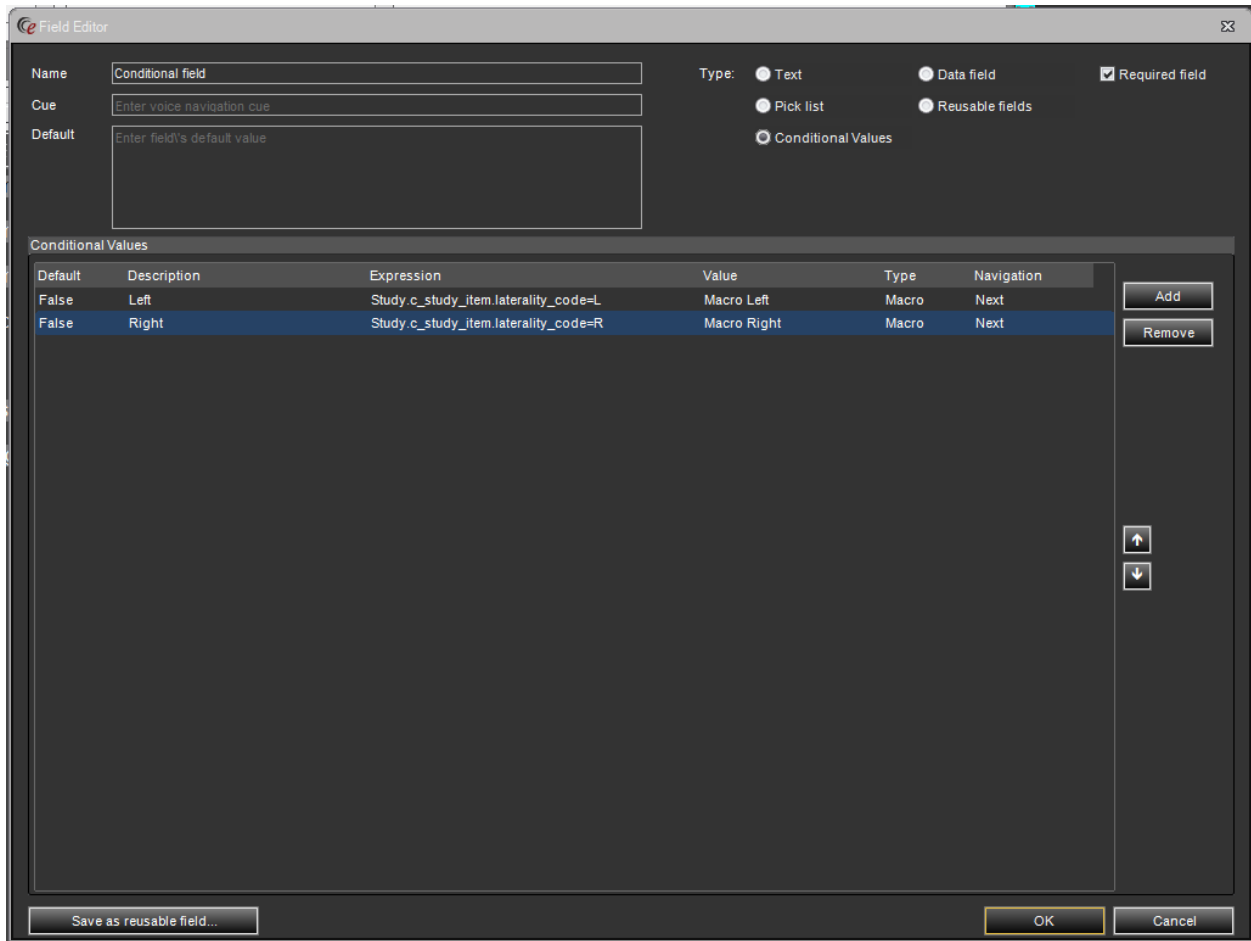 Field Editor
Name Conditional field Type: Text Data field Required field
Cue Enter voice navigation cue Pick list Reusable fields
Default Enter field\'s default value Conditional Values
Conditional Values
Default Description Expression Value Type Navigation
False Left Study.c_study_item.laterality_code=L Macro Left Macro Next Add
False Right Study.c_study_item.laterality_code=R Macro Right Macro Next Remove
Save as reusable field... OK Cancel